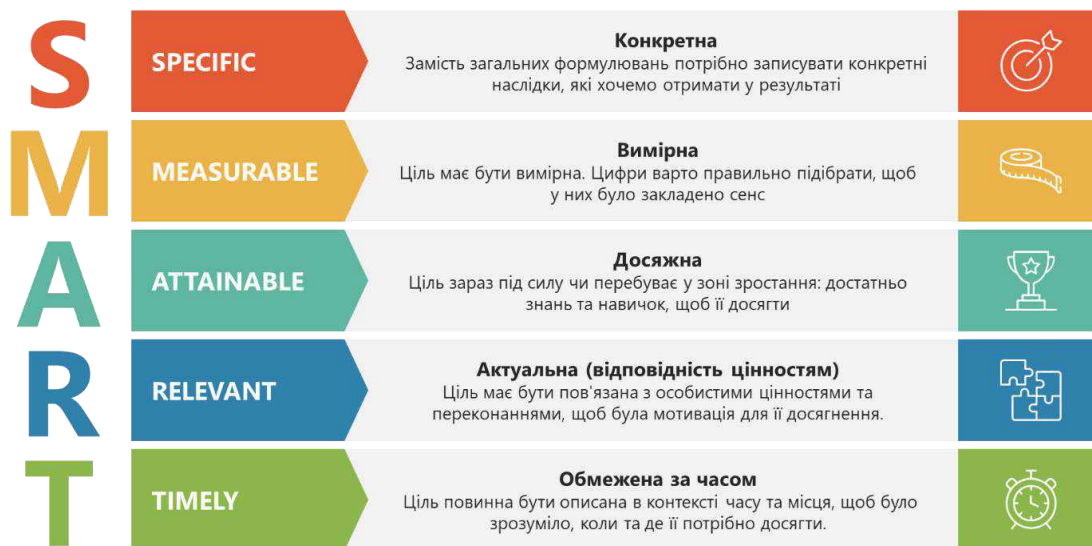 S
SPECIFIC
Конкретна
Замість загальних формулювань потрібно записувати конкретні
наслідки, які хочемо отримати у результаті
M
MEASURABLE
Вимірна
Ціль має бути вимірна. Цифри варто правильно підібрати, щоб
у них було закладено сенс
A
ATTAINABLE
Досяжна
Ціль зараз під силу чи перебуває у зоні зростання: достатньо
знань та навичок, щоб її досягти
R
RELEVANT
Актуальна (відповідність цінностям)
Ціль має бути пов'язана з особистими цінностями та
переконаннями, щоб була мотивація для її досягнення.
T
TIMELY
Обмежена за часом
Ціль повинна бути описана в контексті часу та місця, щоб було
зрозуміло, коли та де її потрібно досягти.